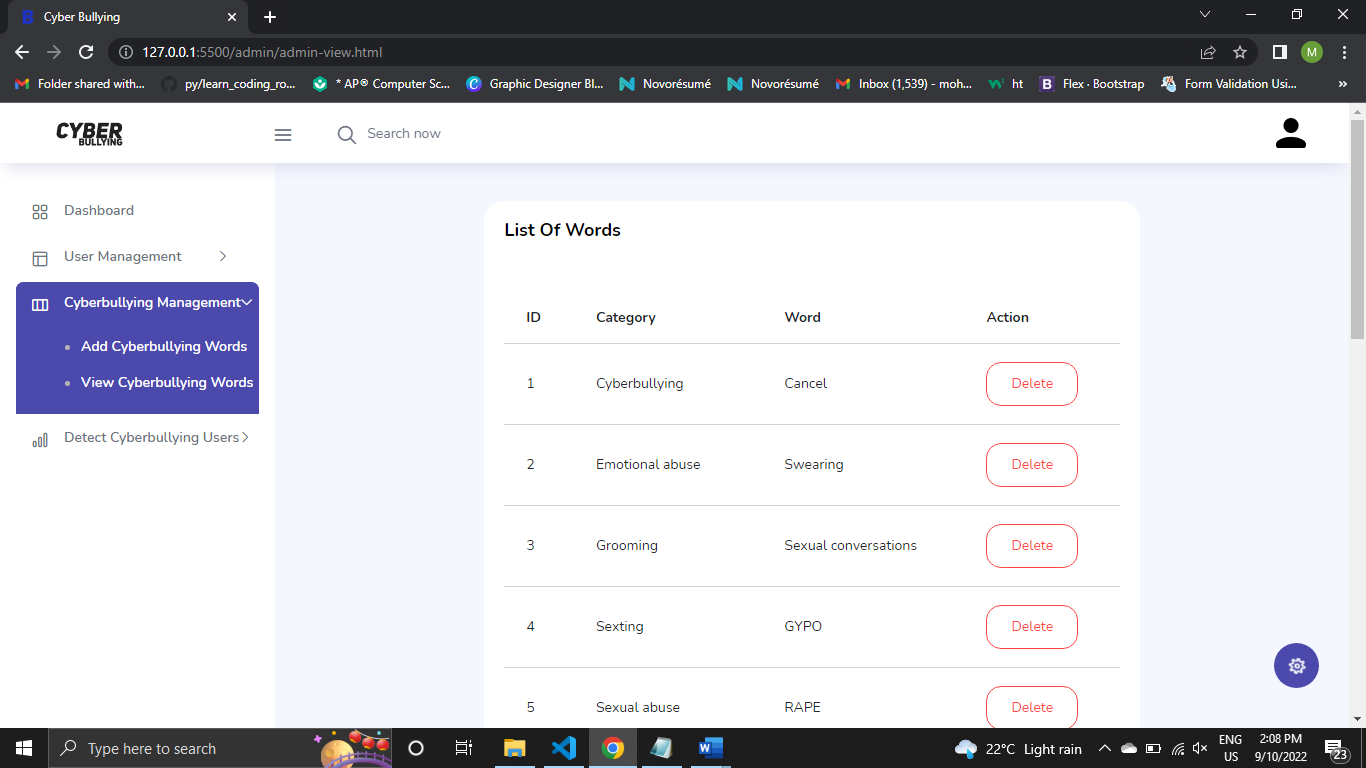 Cyber Bullying
127.0.0.1:5500/admin/admin-view.html
M
Folder shared with...
py/learn_coding_ro...
* AP® Computer Sc...
Graphic Designer Bl...
Novorésumé
Novorésumé
Inbox (1,539) - moh...
ht
Flex · Bootstrap
Form Validation Usi...
»
CYBER
BULLYING
Search now
Dashboard
User Management
Cyberbullying Management
Add Cyberbullying Words
View Cyberbullying Words
Detect Cyberbullying Users
List Of Words
ID Category Word Action
1 Cyberbullying Cancel Delete
2 Emotional abuse Swearing Delete
3 Grooming Sexual conversations Delete
4 Sexting GYPO Delete
5 Sexual abuse RAPE Delete
Type here to search
22°C Light rain
ENG
US
2:08 PM
9/10/2022
23